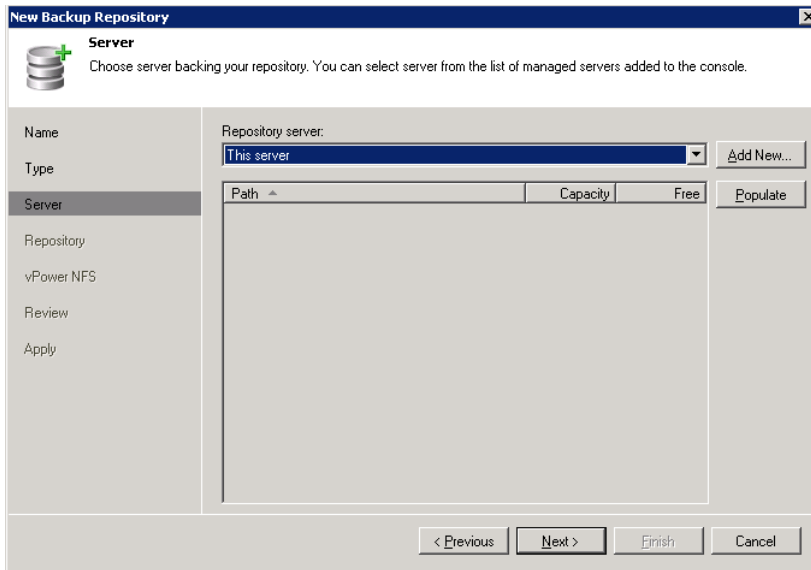 New Backup Repository
Server
Choose server backing your repository. You can select server from the list of managed servers added to the console.
Name
Type
Server
Repository
vPower NFS
Review
Apply
Repository server:
This server
Add New...
Path
Capacity
Free
Populate
< Previous
Next >
Finish
Cancel